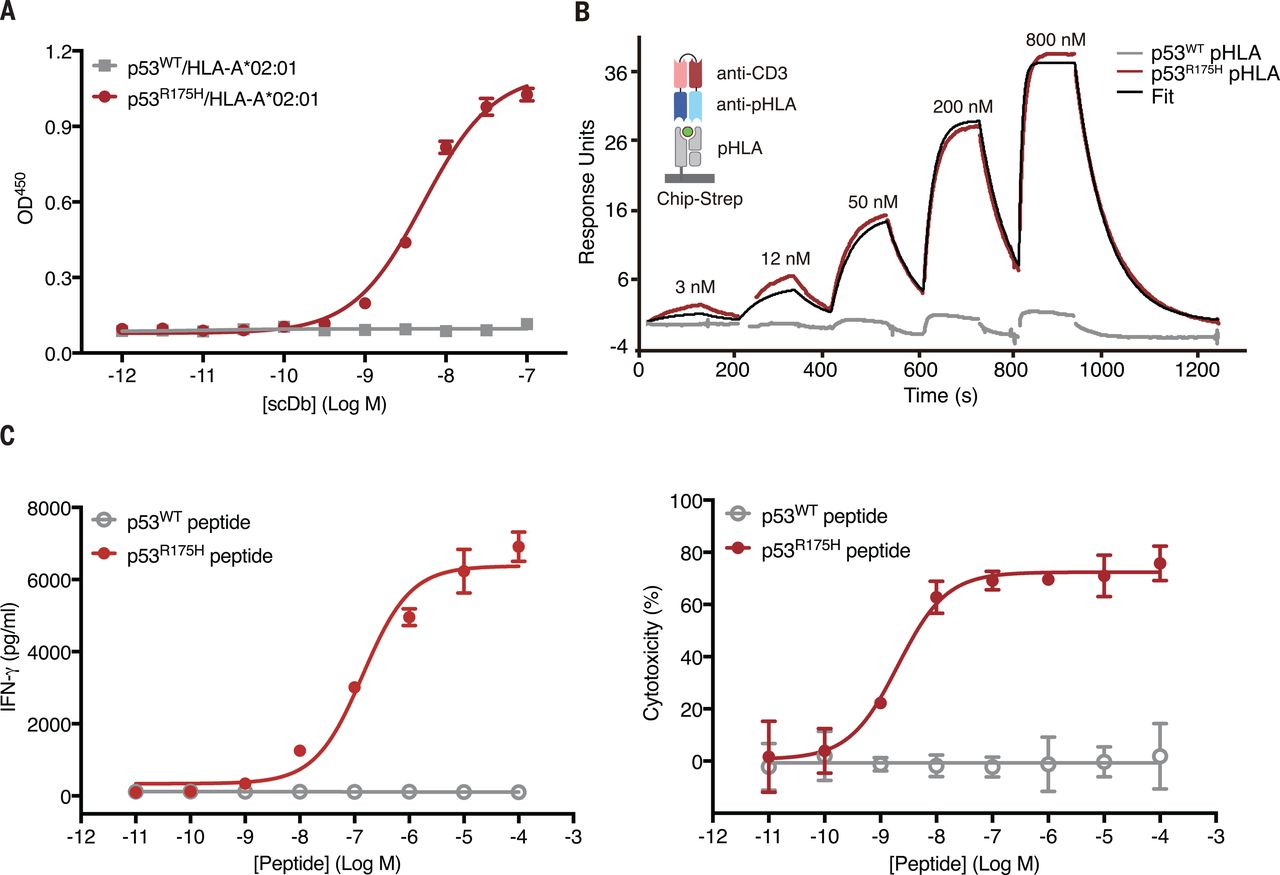 A
1.2
0.9
0.6
0.3
0.0
OD450
p53WT/HLA-A*02:01
p53R175H/HLA-A*02:01
-12
-11
-10
-9
-8
-7
[scDb] (Log M)
B
36
26
16
6
-4
Response Units
anti-CD3
anti-pHLA
pHLA
Chip-Strep
3 nM
12 nM
50 nM
200 nM
800 nM
p53WT pHLA
p53R175H pHLA
Fit
0
200
400
600
800
1000
1200
Time (s)
C
8000
6000
4000
2000
0
IFN-γ (pg/ml)
p53WT peptide
p53R175H peptide
-12
-11
-10
-9
-8
-7
-6
-5
-4
-3
[Peptide] (Log M)
100
80
60
40
20
0
Cytotoxicity (%)
p53WT peptide
p53R175H peptide
-12
-11
-10
-9
-8
-7
-6
-5
-4
-3
[Peptide] (Log M)